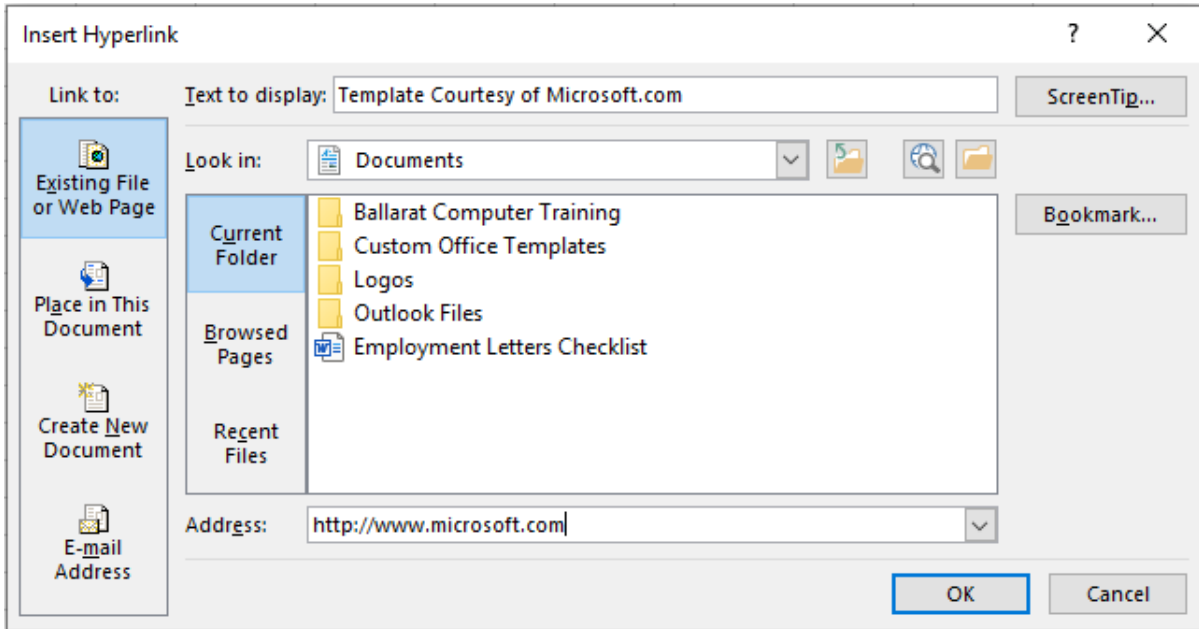 Insert Hyperlink
?
Link to:
Text to display: Template Courtesy of Microsoft.com
ScreenTip...
Existing File
or Web Page
Look in:
Documents
Current
Folder
Ballarat Computer Training
Custom Office Templates
Logos
Outlook Files
Employment Letters Checklist
Bookmark...
Place in This
Document
Browsed
Pages
Create New
Document
Recent
Files
E-mail
Address
Address: http://www.microsoft.com
OK
Cancel